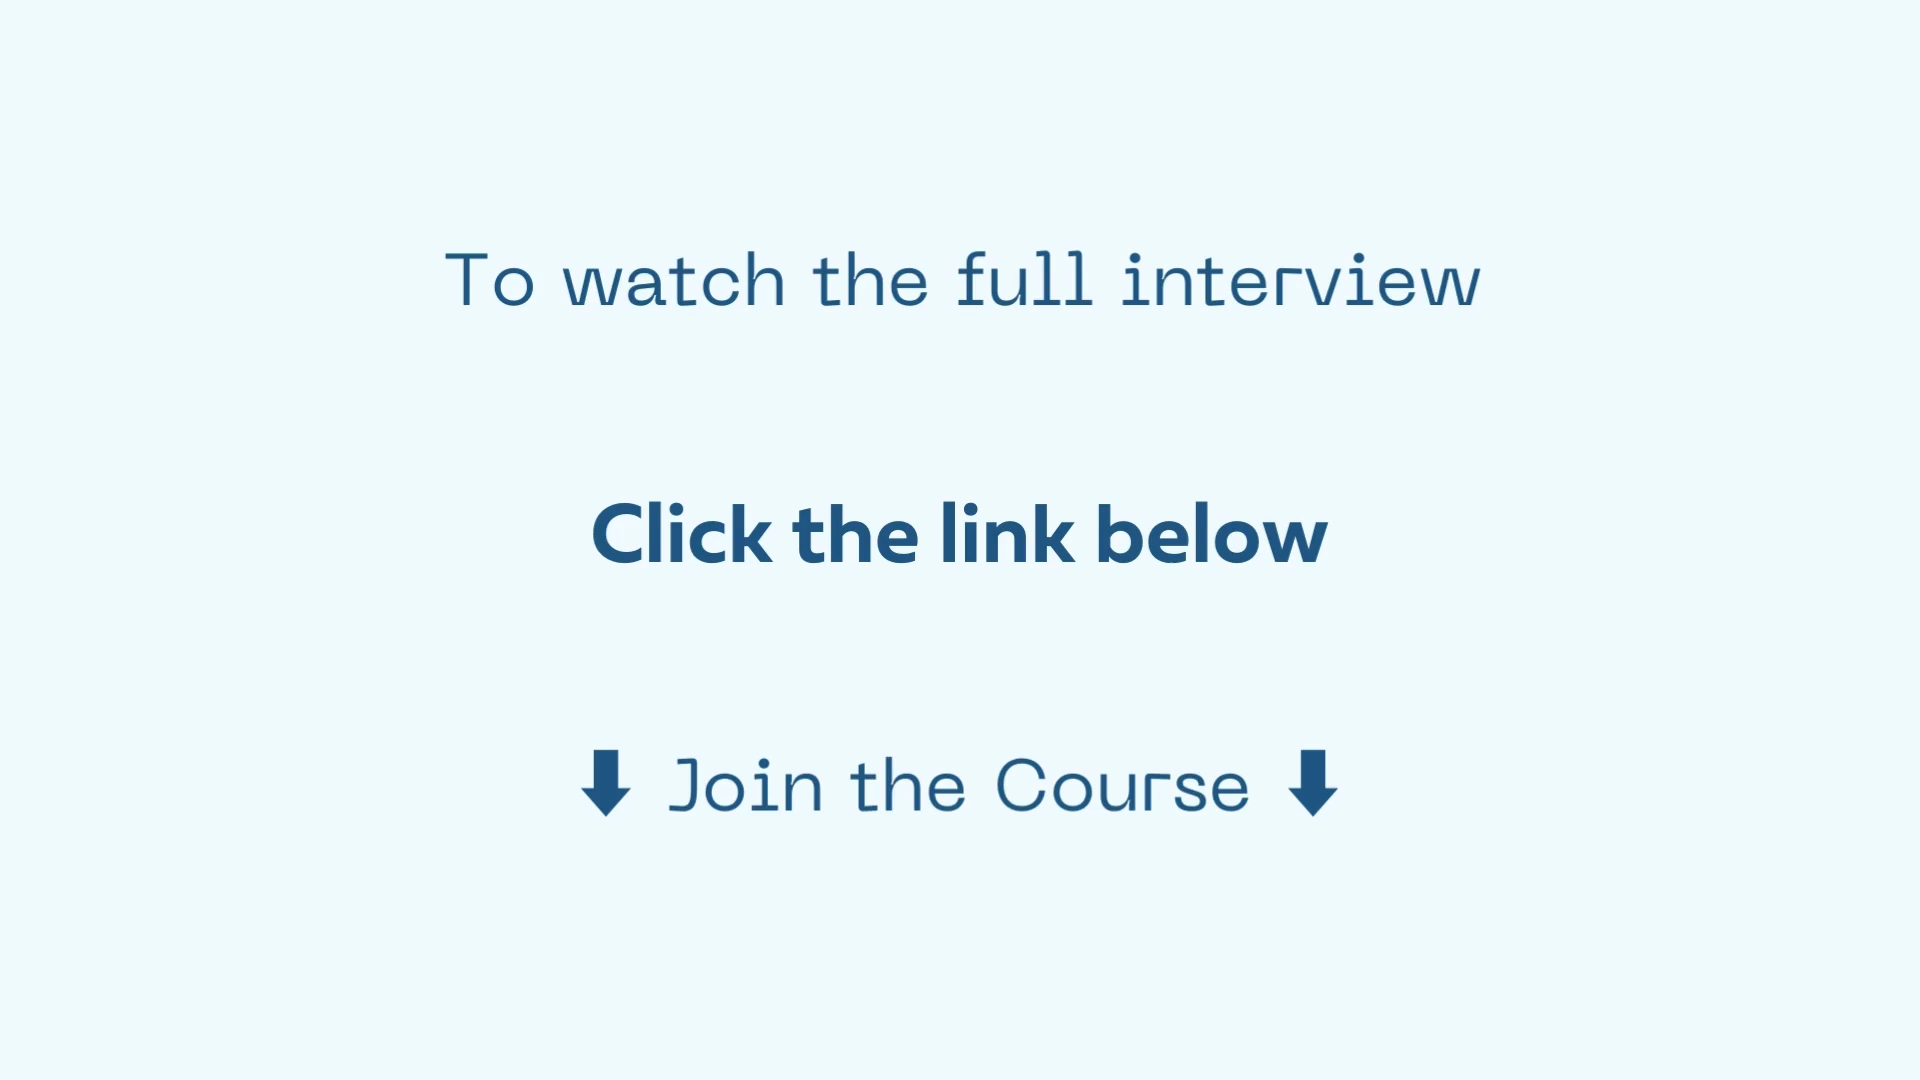 To watch the full interview
Click the link below
⬇ Join the Course ⬇